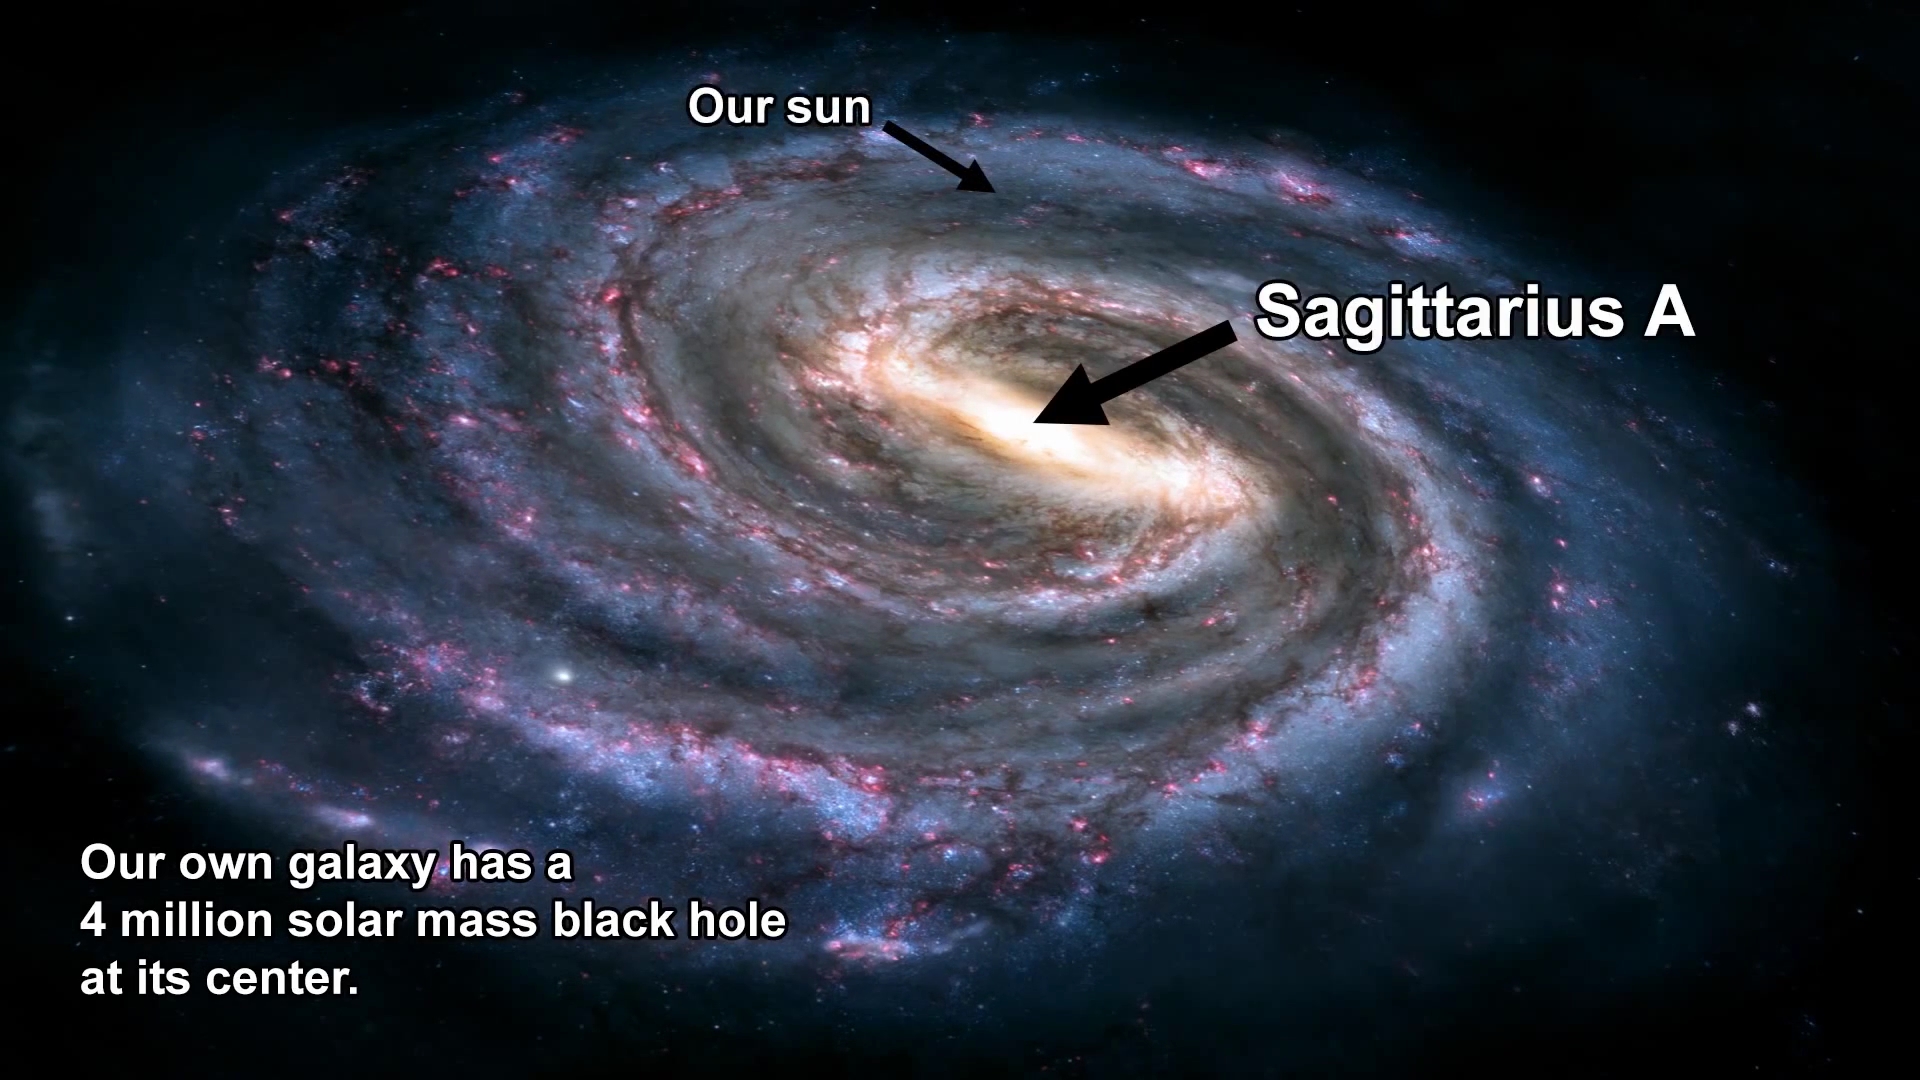 Our sun
Sagittarius A
Our own galaxy has a
4 million solar mass black hole
at its center.